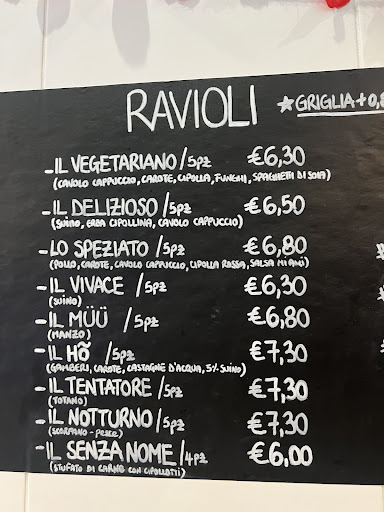 RAVIOLI ★GRIGLIA+0,8
-IL VEGETARIANO/5pz €6,30
(CAVOLO CAPPUCCIO, CAROTE, CIPOLLA, FUNGHI, SPAGHETTI DI SOIA)
-IL DELIZIOSO/5pz €6,50
(SUINO, ERBA CIPOLLINA, CAVOLO CAPPUCCIO)
-LO SPEZIATO/5pz €6,80
(POLLO, CAROTE, CAVOLO CAPPUCCIO, CIPOLLA ROSSA, SALSA
-IL VIVACE /5pz €6,30
(SUINO)
-IL MÜÜ /5pz €6,80
(MANZO)
-IL HÕ /5pz €7,30
(GAMBERI, CAROTE, CASTAGNE D'ACQUA, 5% SUINO)
-IL TENTATORE/5pz €7,30
(TOTANO)
-IL NOTTURNO/5pz €7,30
(SCORFANO-PESCE)
-IL SENZA NOME/4pz €6,00
(STUFATO DI CARNE CON CIPOLLOTTI)